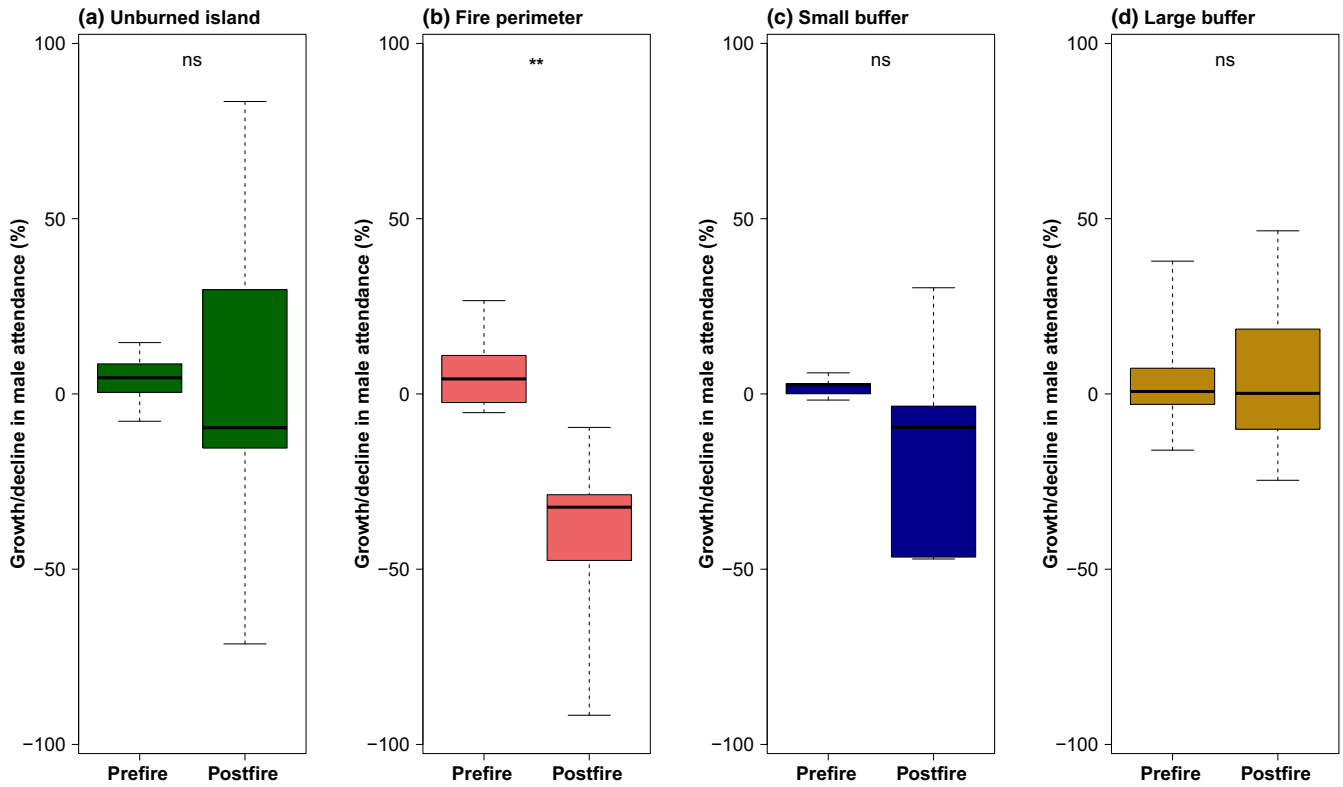 (a) Unburned island
ns
Growth/decline in male attendance (%)
100
50
0
−50
−100
Prefire Postfire
(b) Fire perimeter
**
Growth/decline in male attendance (%)
100
50
0
−50
−100
Prefire Postfire
(c) Small buffer
ns
Growth/decline in male attendance (%)
100
50
0
−50
−100
Prefire Postfire
(d) Large buffer
ns
Growth/decline in male attendance (%)
100
50
0
−50
−100
Prefire Postfire